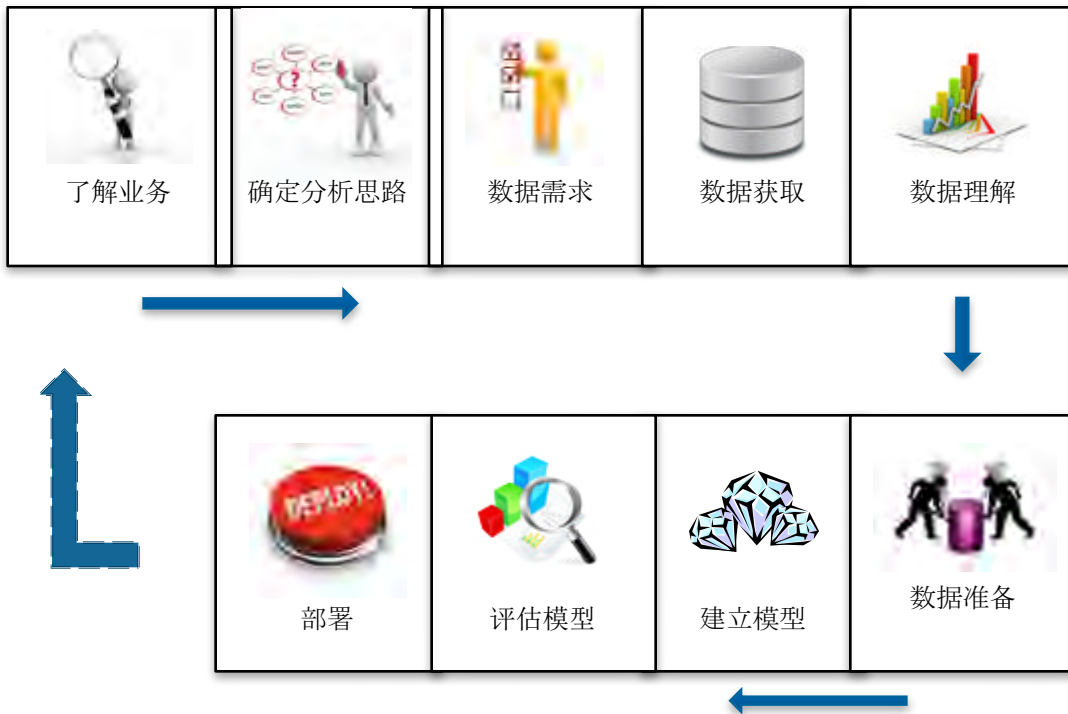 了解业务
确定分析思路
数据需求
数据获取
数据理解
数据准备
建立模型
评估模型
DEPLOY!
部署
?